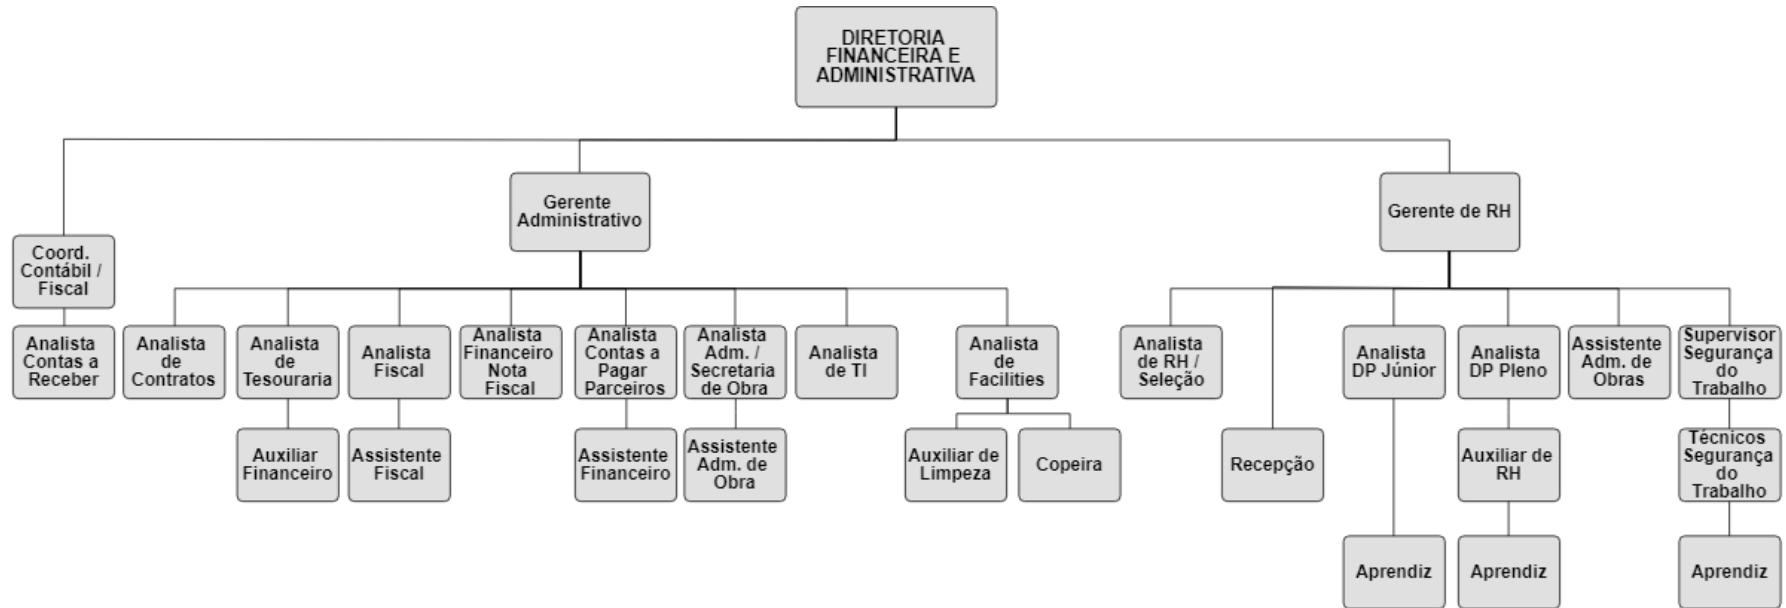 DIRETORIA
FINANCEIRA E
ADMINISTRATIVA
Gerente
Administrativo
Gerente de RH
Coord.
Contábil /
Fiscal
Analista
Contas a
Receber
Analista
de
Contratos
Analista
de
Tesouraria
Analista
Fiscal
Analista
Financeiro
Nota
Fiscal
Analista
Contas a
Pagar
Parceiros
Analista
Adm. /
Secretaria
de Obra
Analista
de TI
Analista
de
Facilities
Analista
de RH /
Seleção
Analista
DP Júnior
Analista
DP Pleno
Assistente
Adm. de
Obras
Supervisor
Segurança
do
Trabalho
Auxiliar
Financeiro
Assistente
Fiscal
Assistente
Financeiro
Assistente
Adm. de
Obra
Auxiliar de
Limpeza
Copeira
Recepção
Auxiliar de
RH
Técnicos
Segurança
do
Trabalho
Aprendiz
Aprendiz
Aprendiz